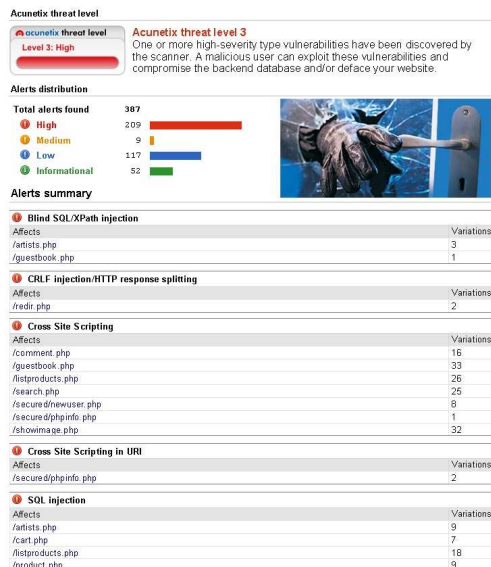 Acunetix threat level
acunetix threat level
Level 3: High
Acunetix threat level 3
One or more high-severity type vulnerabilities have been discovered by
the scanner. A malicious user can exploit these vulnerabilities and
compromise the backend database and/or deface your website.
Alerts distribution
Total alerts found 387
High 209
Medium 9
Low 117
Informational 52
Alerts summary
Blind SQL/XPath injection
Affects Variations
/artists.php 3
/guestbook.php 1
CRLF injection/HTTP response splitting
Affects Variations
/redir.php 2
Cross Site Scripting
Affects Variations
/comment.php 16
/guestbook.php 33
/listproducts.php 26
/search.php 25
/secured/newuser.php 8
/secured/phpinfo.php 1
/showimage.php 32
Cross Site Scripting in URI
Affects Variations
/secured/phpinfo.php 2
SQL injection
Affects Variations
/artists.php 9
/cart.php 7
/listproducts.php 18
/product.php 9